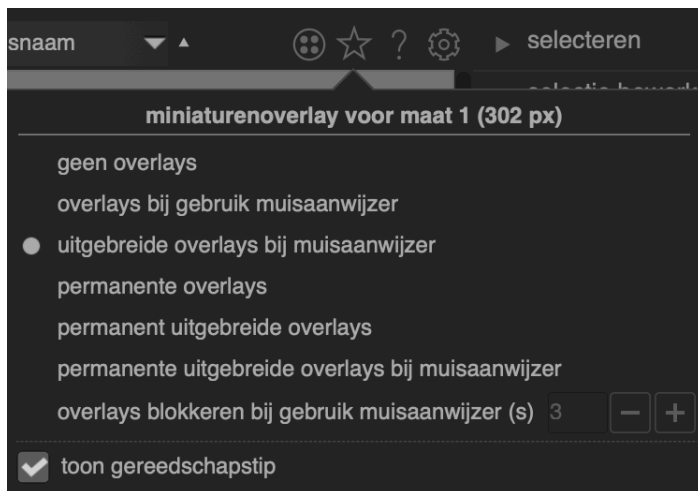 snaam
selecteren
miniaturenoverlay voor maat 1 (302 px)
geen overlays
overlays bij gebruik muisaanwijzer
uitgebreide overlays bij muisaanwijzer
permanente overlays
permanent uitgebreide overlays
permanente uitgebreide overlays bij muisaanwijzer
overlays blokkeren bij gebruik muisaanwijzer (s) 3
toon gereedschapstip